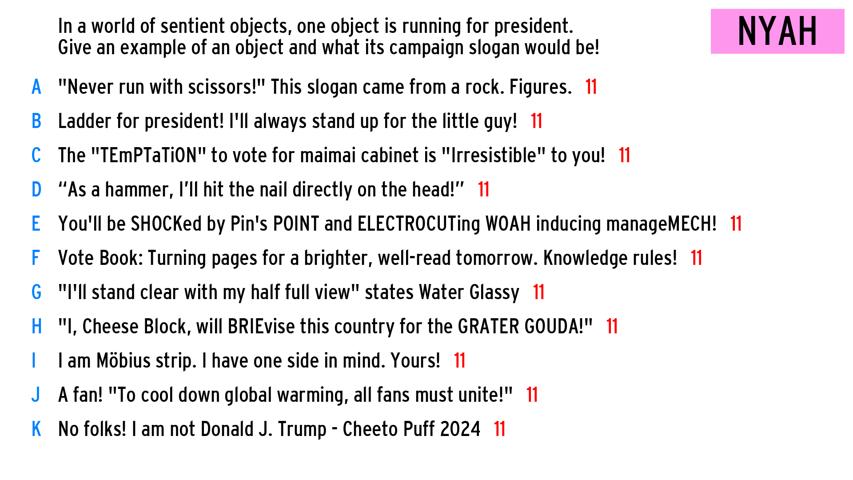 In a world of sentient objects, one object is running for president.
Give an example of an object and what its campaign slogan would be!
NYAH
A "Never run with scissors!" This slogan came from a rock. Figures. 11
B Ladder for president! I'll always stand up for the little guy! 11
C The "TEmPTaTiON" to vote for maimai cabinet is "Irresistible" to you! 11
D “As a hammer, I’ll hit the nail directly on the head!” 11
E You'll be SHOCKed by Pin's POINT and ELECTROCUTing WOAH inducing manageMECH! 11
F Vote Book: Turning pages for a brighter, well-read tomorrow. Knowledge rules! 11
G "I'll stand clear with my half full view" states Water Glassy 11
H "I, Cheese Block, will BRIEvise this country for the GRATER GOUDA!" 11
I I am Möbius strip. I have one side in mind. Yours! 11
J A fan! "To cool down global warming, all fans must unite!" 11
K No folks! I am not Donald J. Trump - Cheeto Puff 2024 11